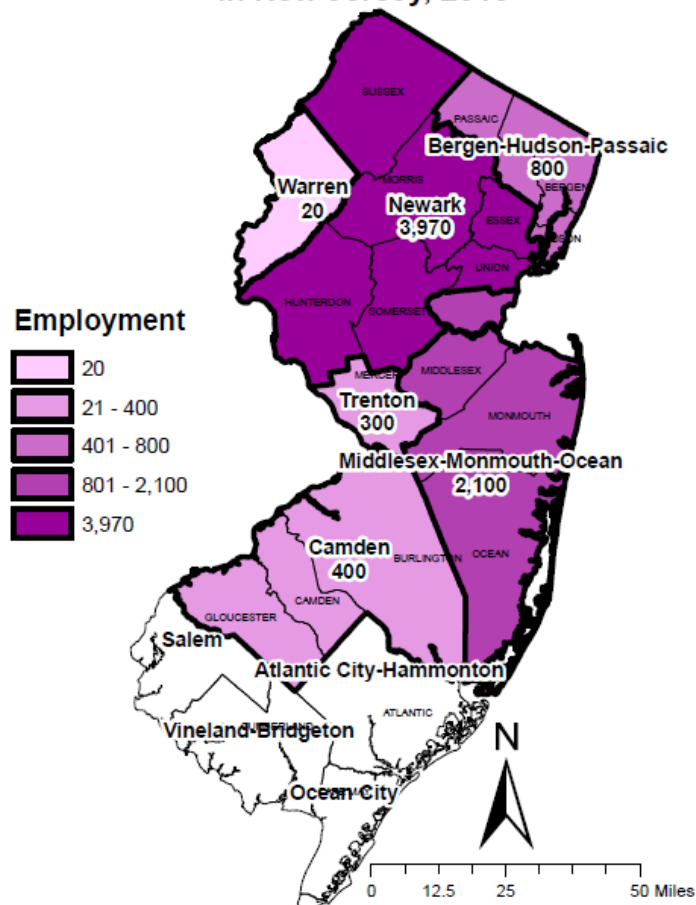 SUSSEX
PASSAIC
Bergen-Hudson-Passaic
800
BERGEN
MORRIS
Warren
20
Newark
3,970
ESSEX
UNION
HUNTERDON
SOMERSET
Employment
20
21 - 400
401 - 800
801 - 2,100
3,970
MERCER
MIDDLESEX
Trenton
300
MONMOUTH
Middlesex-Monmouth-Ocean
2,100
Camden
400
BURLINGTON
OCEAN
CAMDEN
GLOUCESTER
Salem
Atlantic City-Hammonton
ATLANTIC
Vineland-Bridgeton
Ocean City
N
0 12.5 25 50 Miles